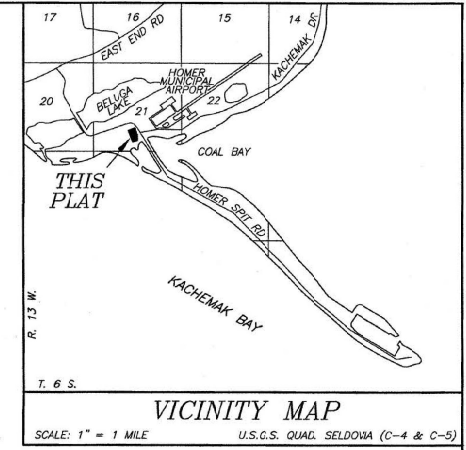 17 16 15 14
EAST END RD
KACHEMAK DR
HOMER
MUNICIPAL
AIRPORT
BELUGA
LAKE
20 21 22
COAL BAY
THIS
PLAT
HOMER SPIT RD
KACHEMAK BAY
R. 13 W.
T. 6 S.
VICINITY MAP
SCALE: 1" = 1 MILE U.S.G.S. QUAD. SELDOVIA (C-4 & C-5)